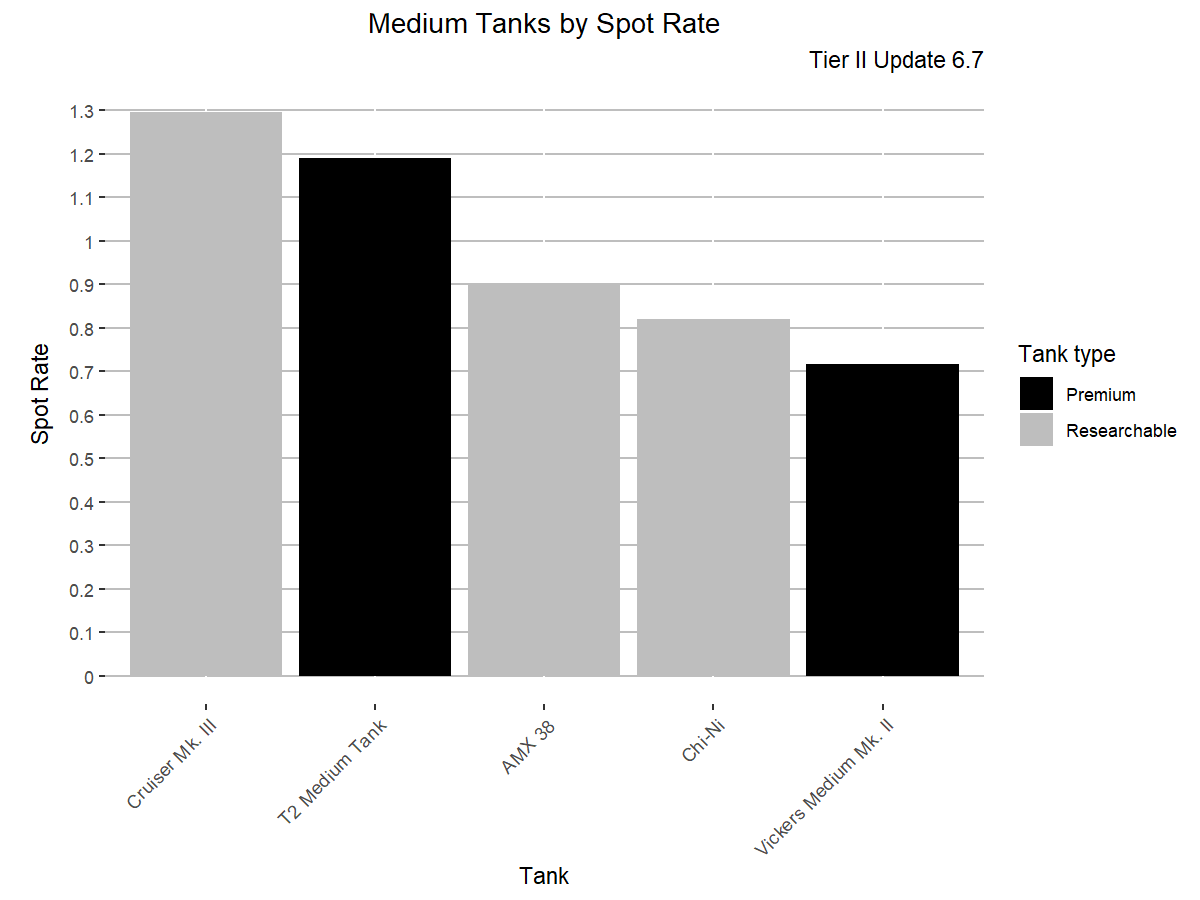 Medium Tanks by Spot Rate
Tier II Update 6.7
Spot Rate
1.3
1.2
1.1
1
0.9
0.8
0.7
0.6
0.5
0.4
0.3
0.2
0.1
0
Cruiser Mk. III
T2 Medium Tank
AMX 38
Chi-Ni
Vickers Medium Mk. II
Tank
Tank type
Premium
Researchable